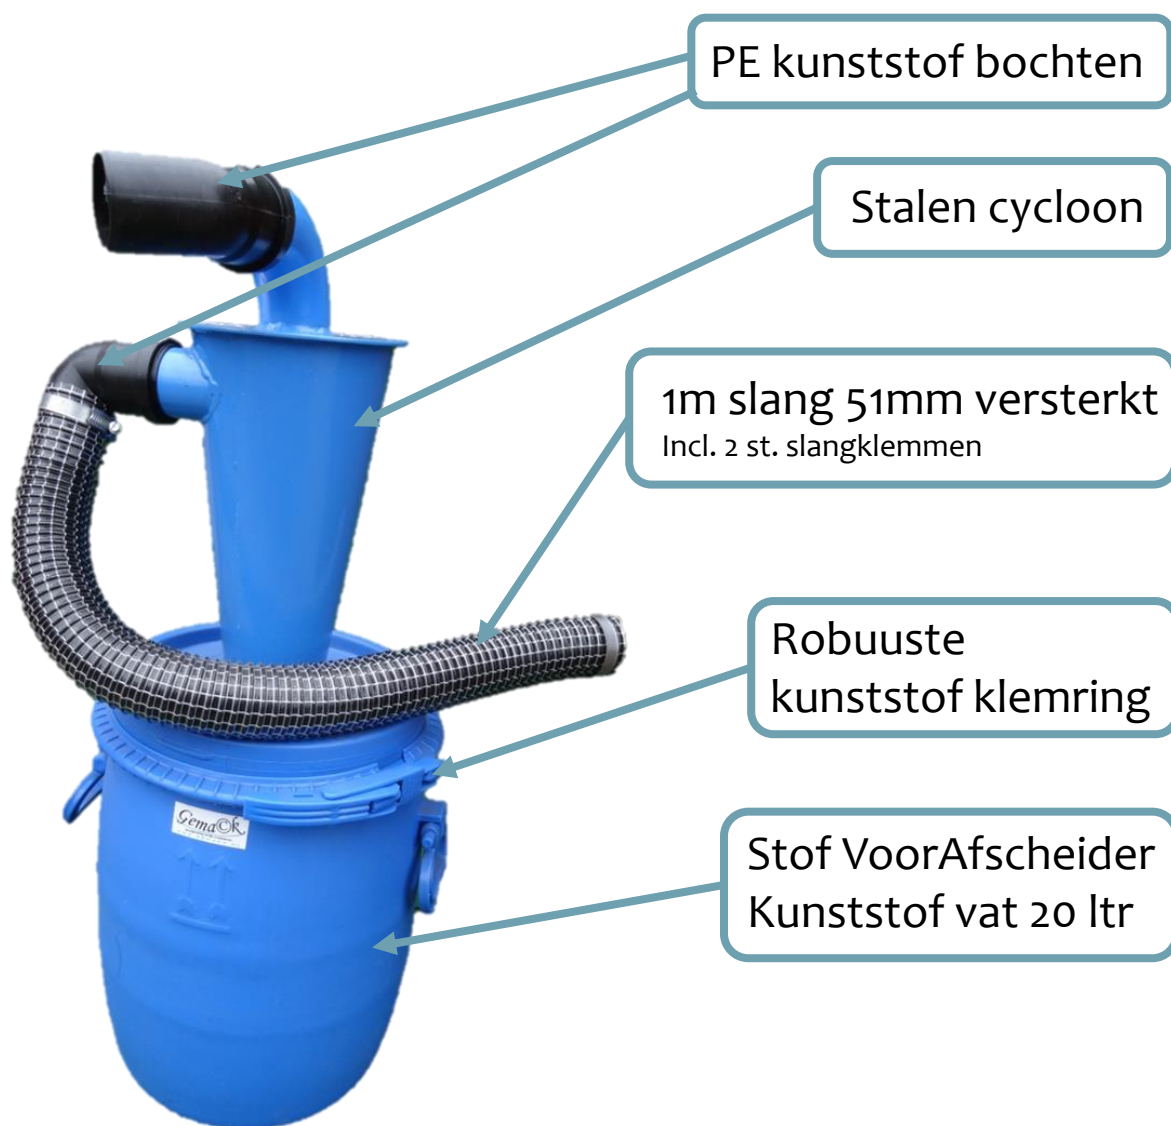 PE kunststof bochten
Stalen cycloon
1m slang 51mm versterkt
Incl. 2 st. slangklemmen
Robuuste
kunststof klemring
Gema©k
Stof VoorAfscheider
Kunststof vat 20 ltr